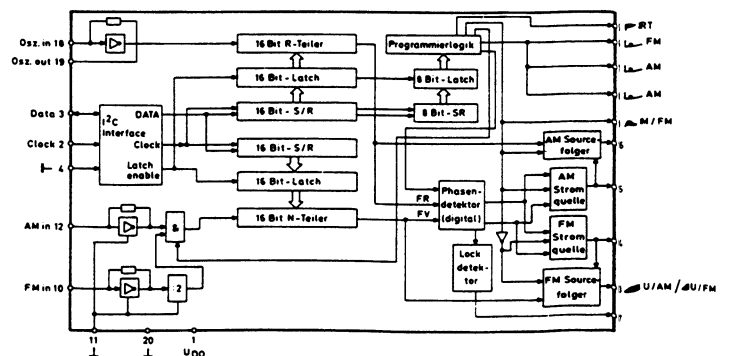 Osz. in 18
Osz. out 19
16 Bit R-Teiler
Programmierlogik
RT
FM
AM
AM
16 Bit - Latch
8 Bit-Latch
Data 3
I²C
Interface
DATA
16 Bit - S/R
8 Bit-SR
M/FM
Clock 2
Clock
16 Bit - S/R
AM Source-
folger
6
4
Latch
enable
16 Bit - Latch
Phasen-
detektor
(digital)
FR
FV
AM
Strom
quelle
5
AM in 12
&
16 Bit N-Teiler
FM
Strom
quelle
4
Lock
detek-
tor
FM in 10
:2
FM Source
folger
U/AM / U/FM
11
20
1